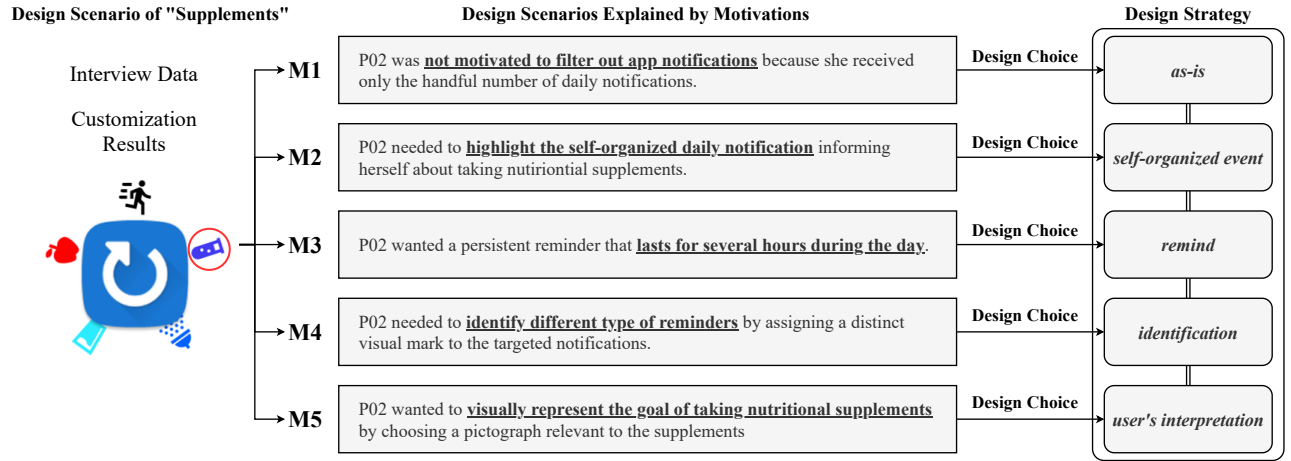 Design Scenario of "Supplements"
Design Scenarios Explained by Motivations
Design Strategy
Interview Data
Customization
Results
M1
P02 was not motivated to filter out app notifications because she received
only the handful number of daily notifications.
Design Choice
as-is
M2
P02 needed to highlight the self-organized daily notification informing
herself about taking nutiriontial supplements.
Design Choice
self-organized event
M3
P02 wanted a persistent reminder that lasts for several hours during the day.
Design Choice
remind
M4
P02 needed to identify different type of reminders by assigning a distinct
visual mark to the targeted notifications.
Design Choice
identification
M5
P02 wanted to visually represent the goal of taking nutritional supplements
by choosing a pictograph relevant to the supplements
Design Choice
user's interpretation